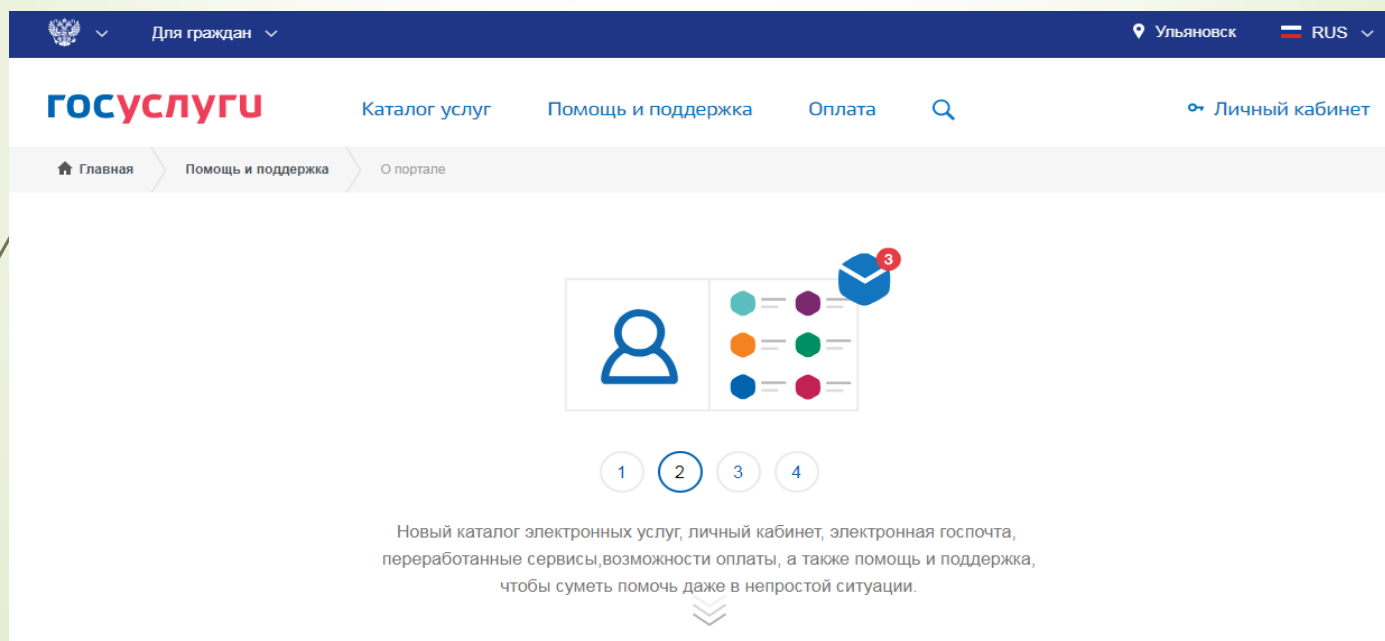 Для граждан
Ульяновск
RUS
госуслуги
Каталог услуг
Помощь и поддержка
Оплата
Личный кабинет
Главная
Помощь и поддержка
О портале
3
1
2
3
4
Новый каталог электронных услуг, личный кабинет, электронная госпочта,
переработанные сервисы,возможности оплаты, а также помощь и поддержка,
чтобы суметь помочь даже в непростой ситуации.